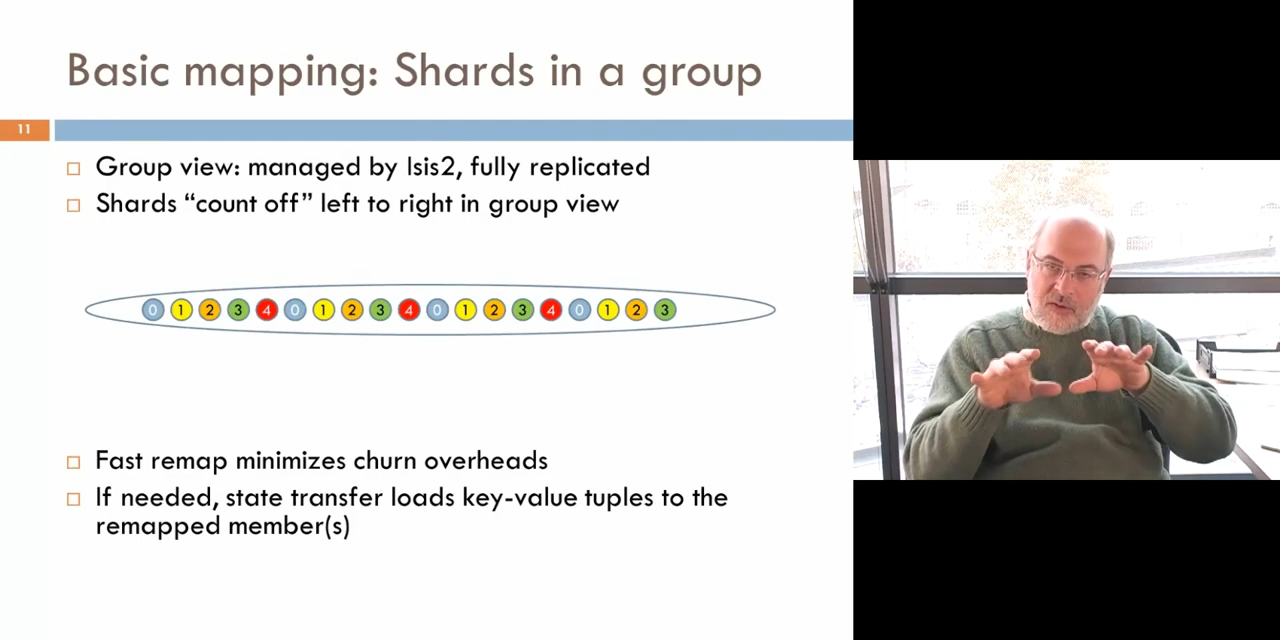 Basic mapping: Shards in a group
11
Group view: managed by Isis2, fully replicated
Shards “count off” left to right in group view
0 1 2 3 4 0 1 2 3 4 0 1 2 3 4 0 1 2 3
Fast remap minimizes churn overheads
If needed, state transfer loads key-value tuples to the
remapped member(s)